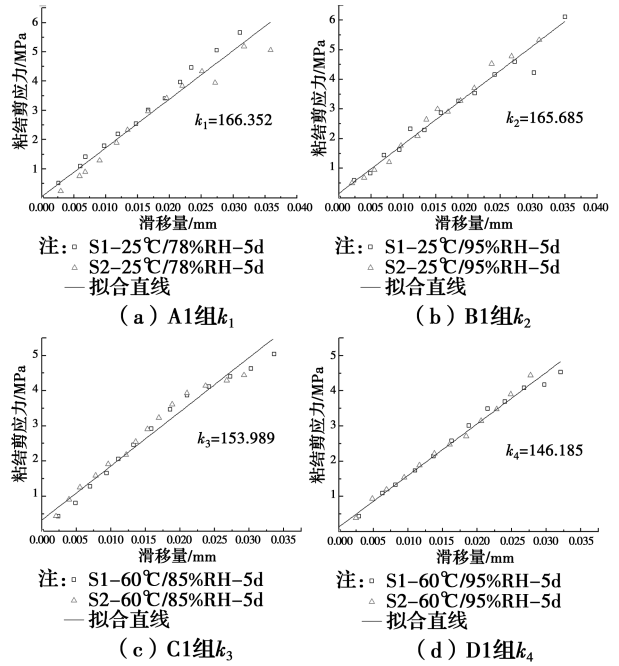 粘结剪应力/MPa
6
5
4
3
2
1
0.000 0.005 0.010 0.015 0.020 0.025 0.030 0.035 0.040
滑移量/mm
k1=166.352
注: □ S1-25℃/78%RH-5d
△ S2-25℃/78%RH-5d
— 拟合直线
(a) A1组k1
粘结剪应力/MPa
6
5
4
3
2
1
0.000 0.005 0.010 0.015 0.020 0.025 0.030 0.035 0.040
滑移量/mm
k2=165.685
注: □ S1-25℃/95%RH-5d
△ S2-25℃/95%RH-5d
— 拟合直线
(b) B1组k2
粘结剪应力/MPa
5
4
3
2
1
0.000 0.005 0.010 0.015 0.020 0.025 0.030 0.035
滑移量/mm
k3=153.989
注: □ S1-60℃/85%RH-5d
△ S2-60℃/85%RH-5d
— 拟合直线
(c) C1组k3
粘结剪应力/MPa
5
4
3
2
1
0.000 0.005 0.010 0.015 0.020 0.025 0.030 0.035
滑移量/mm
k4=146.185
注: □ S1-60℃/95%RH-5d
△ S2-60℃/95%RH-5d
— 拟合直线
(d) D1组k4